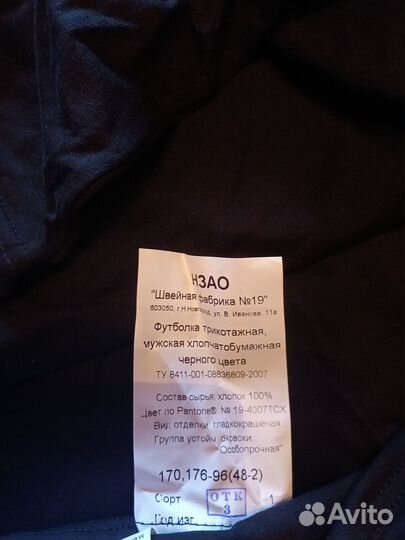 НЗАО
"Швейная фабрика №19"
603050, г.Н.Новгород, ул. В. Иванова, 11а
Футболка трикотажная,
мужская хлопчатобумажная
черного цвета
ТУ 8411-001-08836809-2007
Состав сырья: хлопок 100%
Цвет по Pantone® № 19-4007TCX
Вид отделки: гладкокрашеная
Группа устойч. окраски:
"Особопрочная"
170,176-96(48-2)
Сорт ОТК 3 1
Год изг.
Avito